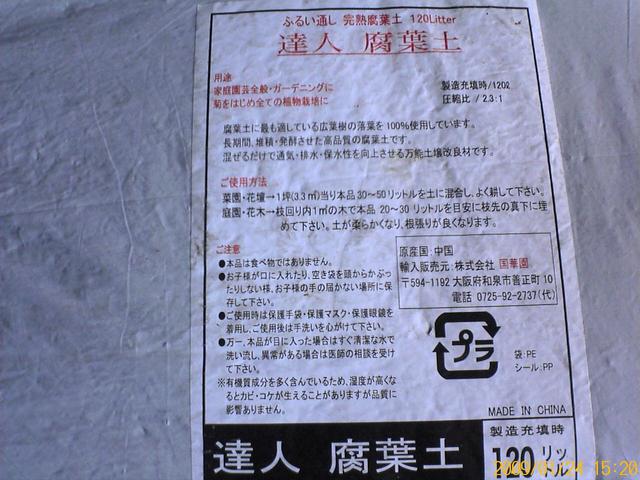 ふるい通し 完熟腐葉土 120Litter
達人 腐葉土
用途
家庭園芸全般・ガーデニングに
菊をはじめ全ての植物栽培に
製造充填時/120ℓ
圧縮比 / 2.3:1
腐葉土に最も適している広葉樹の落葉を100%使用しています。
長期間、堆積・発酵させた高品質の腐葉土です。
混ぜるだけで通気・排水・保水性を向上させる万能土壌改良材です。
ご使用方法
菜園・花壇→1坪(3.3㎡)当り本品30~50リットルを土に混合し、よく耕して下さい。
庭園・花木→枝回り内1㎡の木で本品 20~30 リットルを目安に枝先の真下に埋
めて下さい。土が柔らかくなり、根張りが良くなります。
ご注意
●本品は食べ物ではありません。
●お子様が口に入れたり、空き袋を頭からかぶっ
たりしない様、お子様の手の届かない場所に保
存して下さい。
●ご使用時は保護手袋・保護マスク・保護眼鏡を
着用し、ご使用後は手洗いを心がけて下さい。
●万一、本品が目に入った場合はすぐ清潔な水で
洗い流し、異常がある場合は医師の相談を受け
て下さい。
※有機質成分を多く含んでいるため、湿度が高くな
るとカビ・コケが生えることがありますが品質に
影響ありません。
原産国:中国
輸入販売元:株式会社 国華園
〒594-1192 大阪府和泉市善正町10
電話 0725-92-2737(代)
プラ
袋:PE
シール:PP
MADE IN CHINA
達人 腐葉土
製造充填時
120 リットル
2009/01/24 15:20